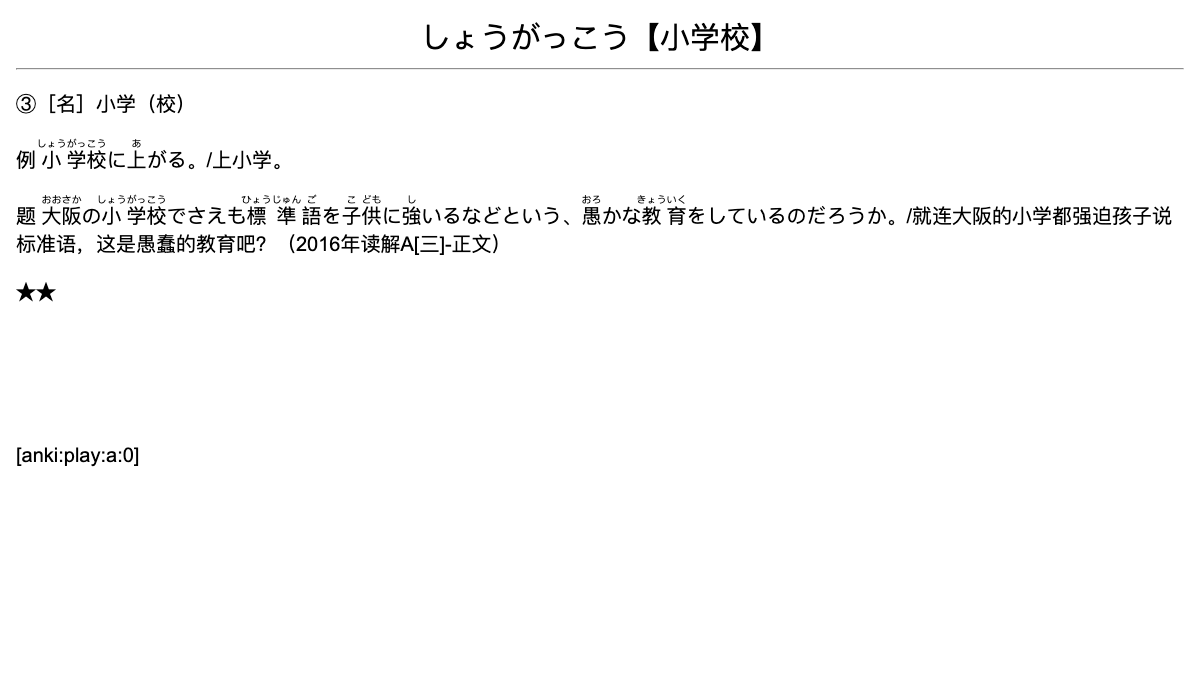 しょうがっこう【小学校】
③［名］小学（校）
しょうがっこう あ
例 小学校に上がる。/上小学。
おおさか しょうがっこう ひょうじゅん ご こ ども し おろ きょういく
题 大阪の小学校でさえも標準語を子供に強いるなどという、愚かな教育をしているのだろうか。/就连大阪的小学都强迫孩子说
标准语，这是愚蠢的教育吧？（2016年读解A[三]-正文）
★★
[anki:play:a:0]